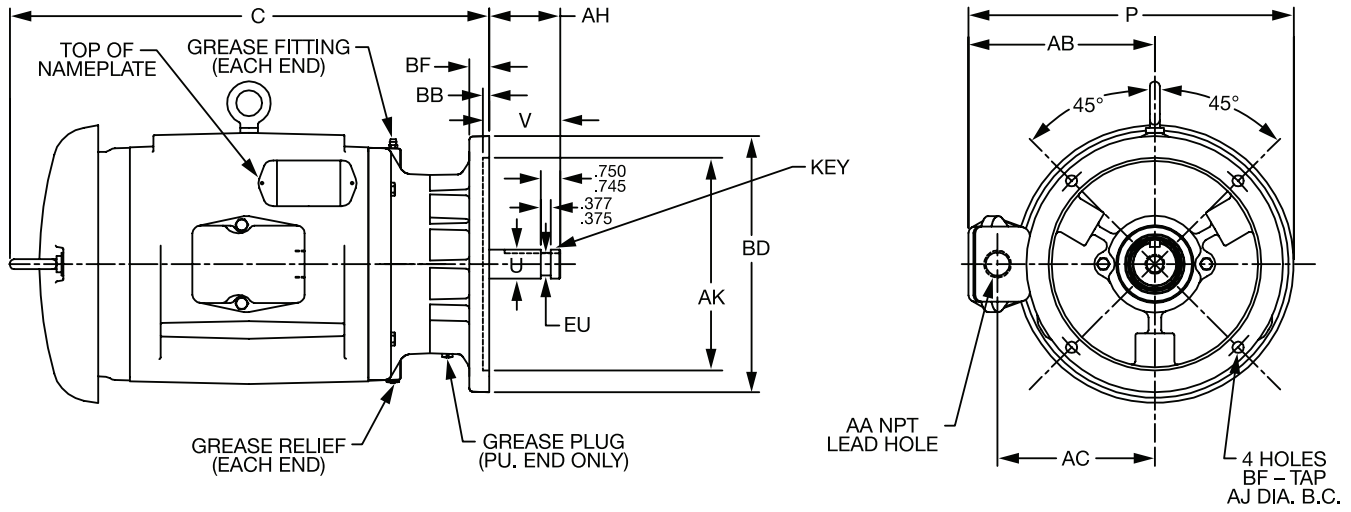 C
AH
P
AB
TOP OF
NAMEPLATE
GREASE FITTING
(EACH END)
BF
BB
V
45°
45°
.750
.745
.377
.375
KEY
U
BD
AK
EU
GREASE RELIEF
(EACH END)
GREASE PLUG
(PU. END ONLY)
AA NPT
LEAD HOLE
AC
4 HOLES
BF – TAP
AJ DIA. B.C.